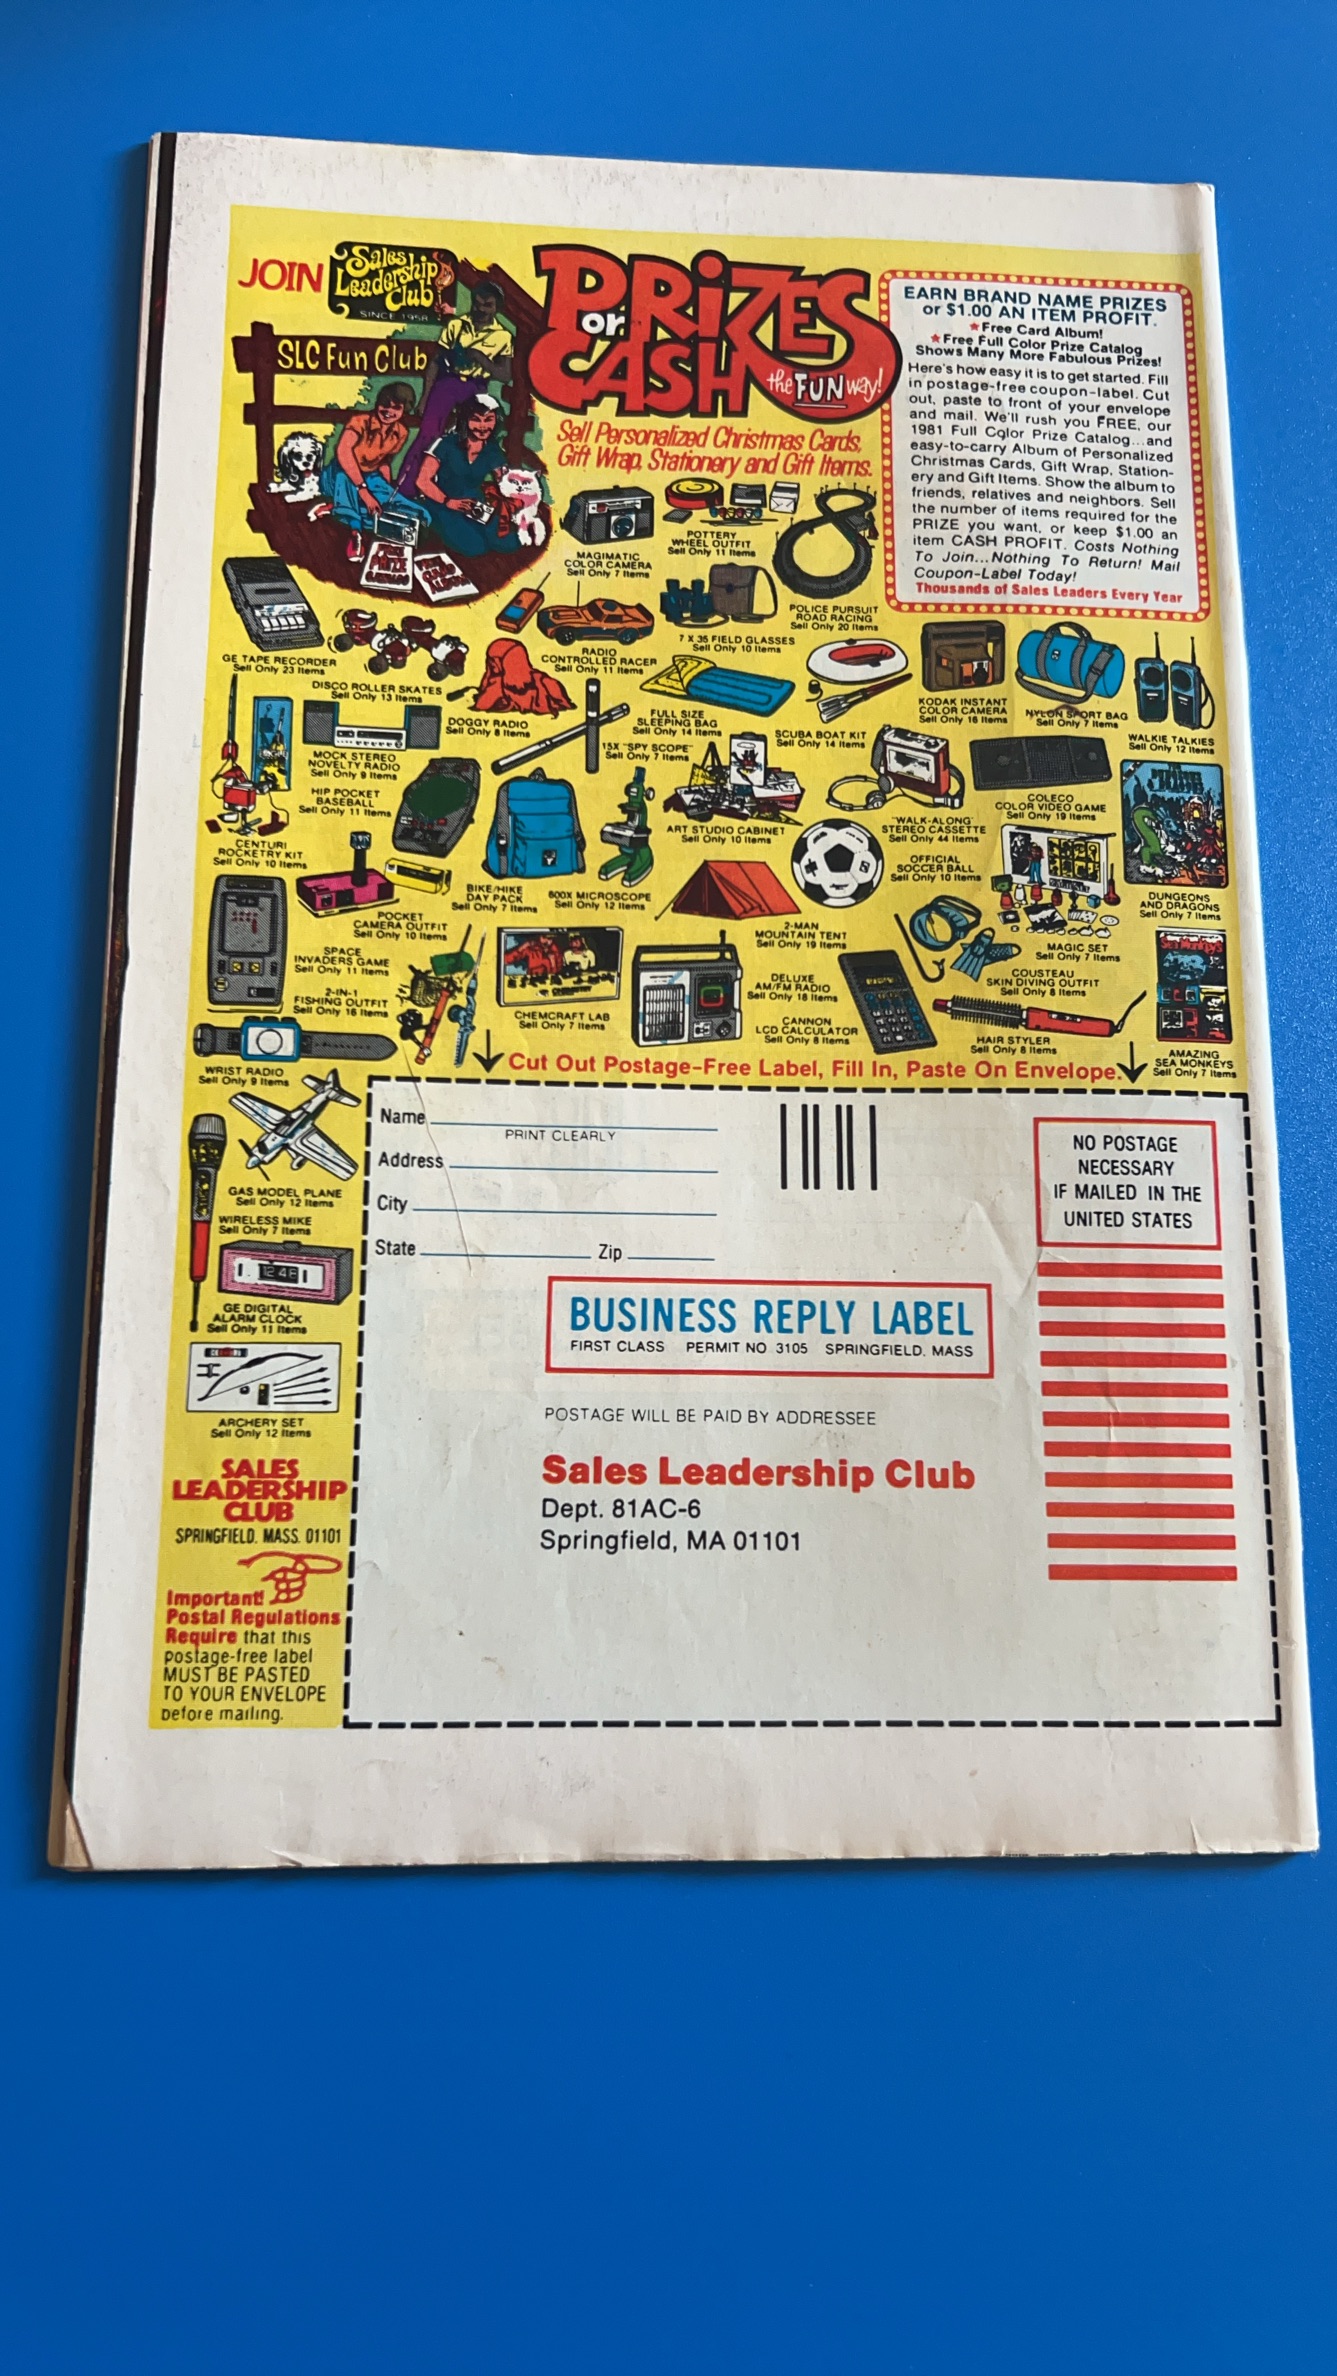 JOIN
Sales
Leadership
Club
SINCE 1958
SLC Fun Club
PRIZES
or
CASH
the FUN way!
Sell Personalized Christmas Cards,
Gift Wrap, Stationery and Gift Items.
EARN BRAND NAME PRIZES
or $1.00 AN ITEM PROFIT.
★Free Card Album!
★Free Full Color Prize Catalog
Shows Many More Fabulous Prizes!
Here's how easy it is to get started. Fill
in postage-free coupon-label. Cut
out, paste to front of your envelope
and mail. We'll rush you FREE, our
1981 Full Color Prize Catalog...and
easy-to-carry Album of Personalized
Christmas Cards, Gift Wrap, Station-
ery and Gift Items. Show the album to
friends, relatives and neighbors. Sell
the number of items required for the
PRIZE you want, or keep $1.00 an
item CASH PROFIT. Costs Nothing
To Join...Nothing To Return! Mail
Coupon-Label Today!
Thousands of Sales Leaders Every Year
MAGIMATIC
COLOR CAMERA
Sell Only 7 Items
POTTERY
WHEEL OUTFIT
Sell Only 11 Items
POLICE PURSUIT
ROAD RACING
Sell Only 20 Items
GE TAPE RECORDER
Sell Only 23 Items
DISCO ROLLER SKATES
Sell Only 13 Items
RADIO
CONTROLLED RACER
Sell Only 11 Items
7 X 35 FIELD GLASSES
Sell Only 10 Items
KODAK INSTANT
COLOR CAMERA
Sell Only 16 Items
NYLON SPORT BAG
Sell Only 7 Items
WALKIE TALKIES
Sell Only 12 Items
DOGGY RADIO
Sell Only 8 Items
FULL SIZE
SLEEPING BAG
Sell Only 14 Items
SCUBA BOAT KIT
Sell Only 14 Items
MOCK STEREO
NOVELTY RADIO
Sell Only 9 Items
15X "SPY SCOPE"
Sell Only 7 Items
HIP POCKET
BASEBALL
Sell Only 11 Items
CENTURI
ROCKETRY KIT
Sell Only 10 Items
ART STUDIO CABINET
Sell Only 10 Items
"WALK-ALONG"
STEREO CASSETTE
Sell Only 44 Items
COLECO
COLOR VIDEO GAME
Sell Only 19 Items
OFFICIAL
SOCCER BALL
Sell Only 10 Items
DUNGEONS
AND DRAGONS
Sell Only 7 Items
POCKET
CAMERA OUTFIT
Sell Only 10 Items
BIKE/HIKE
DAY PACK
Sell Only 7 Items
600X MICROSCOPE
Sell Only 12 Items
2-MAN
MOUNTAIN TENT
Sell Only 19 Items
MAGIC SET
Sell Only 7 Items
SPACE
INVADERS GAME
Sell Only 11 Items
2-IN-1
FISHING OUTFIT
Sell Only 16 Items
CHEMCRAFT LAB
Sell Only 7 Items
DELUXE
AM/FM RADIO
Sell Only 18 Items
CANNON
LCD CALCULATOR
Sell Only 8 Items
COUSTEAU
SKIN DIVING OUTFIT
Sell Only 8 Items
HAIR STYLER
Sell Only 8 Items
Sea Monkeys
AMAZING
SEA MONKEYS
Sell Only 7 Items
WRIST RADIO
Sell Only 9 Items
Cut Out Postage-Free Label, Fill In, Paste On Envelope.
GAS MODEL PLANE
Sell Only 12 Items
WIRELESS MIKE
Sell Only 7 Items
12 48
GE DIGITAL
ALARM CLOCK
Sell Only 11 Items
ARCHERY SET
Sell Only 12 Items
SALES
LEADERSHIP
CLUB
SPRINGFIELD. MASS. 01101
Important!
Postal Regulations
Require that this
postage-free label
MUST BE PASTED
TO YOUR ENVELOPE
before mailing.
Name
PRINT CLEARLY
Address
City
State Zip
NO POSTAGE
NECESSARY
IF MAILED IN THE
UNITED STATES
BUSINESS REPLY LABEL
FIRST CLASS PERMIT NO 3105 SPRINGFIELD. MASS
POSTAGE WILL BE PAID BY ADDRESSEE
Sales Leadership Club
Dept. 81AC-6
Springfield, MA 01101